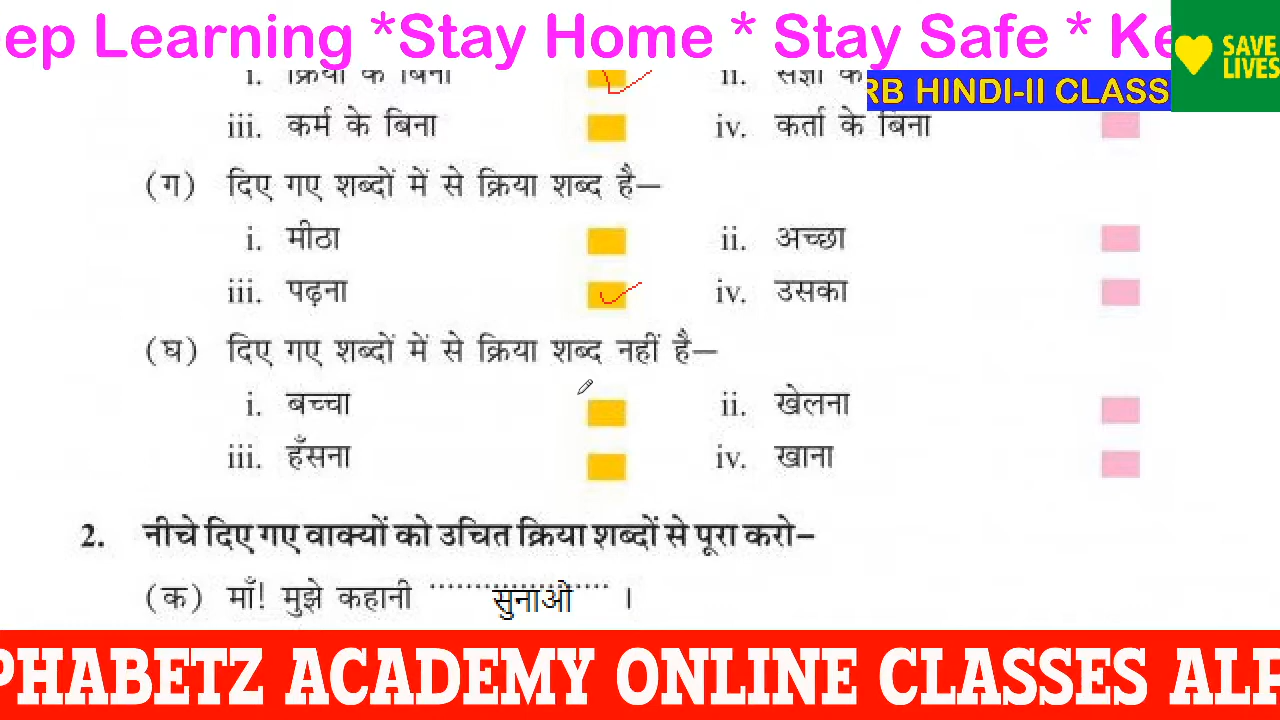 ep Learning *Stay Home * Stay Safe * Ke
SAVE
LIVES
i. क्रिया के बिना ii. संज्ञा के
RB HINDI-II CLASS
iii. कर्म के बिना iv. कर्ता के बिना
(ग) दिए गए शब्दों में से क्रिया शब्द है—
i. मीठा ii. अच्छा
iii. पढ़ना iv. उसका
(घ) दिए गए शब्दों में से क्रिया शब्द नहीं है—
i. बच्चा ii. खेलना
iii. हँसना iv. खाना
2. नीचे दिए गए वाक्यों को उचित क्रिया शब्दों से पूरा करो—
(क) माँ! मुझे कहानी .................... सुनाओ ।
PHABETZ ACADEMY ONLINE CLASSES ALP